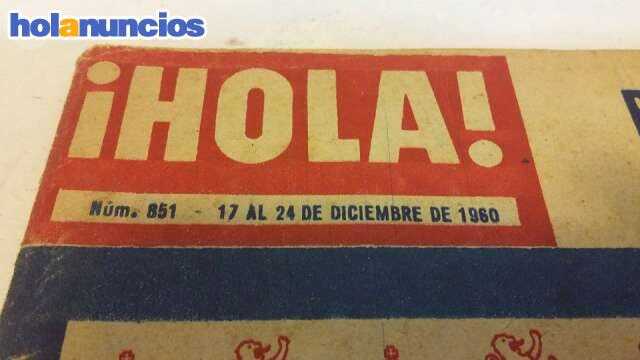 holanuncios
¡HOLA!
Núm. 851 - 17 AL 24 DE DICIEMBRE DE 1960